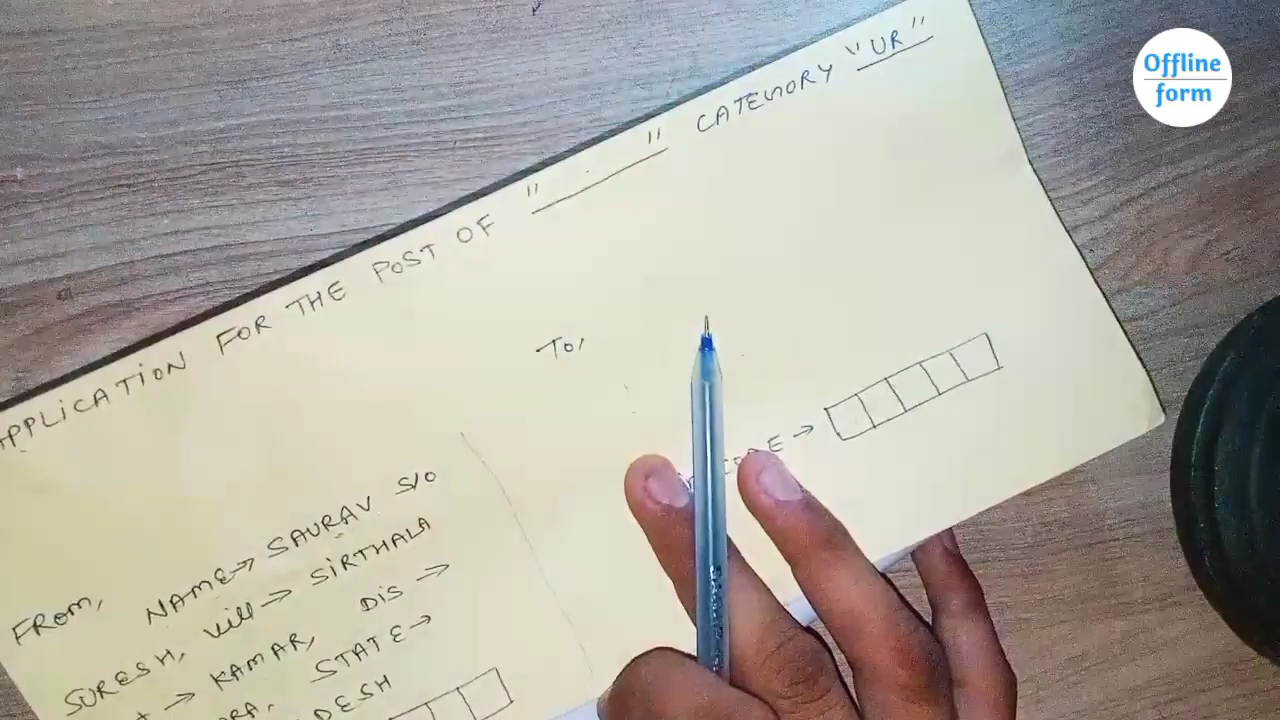 Offline
form
APPLICATION FOR THE POST OF " . " CATEGORY "UR"
To,
CODE →
FROM,
NAME → SAURAV S/O
SURESH, Vill → SIRTHALA
→ KAMAR, DIS →
STATE →